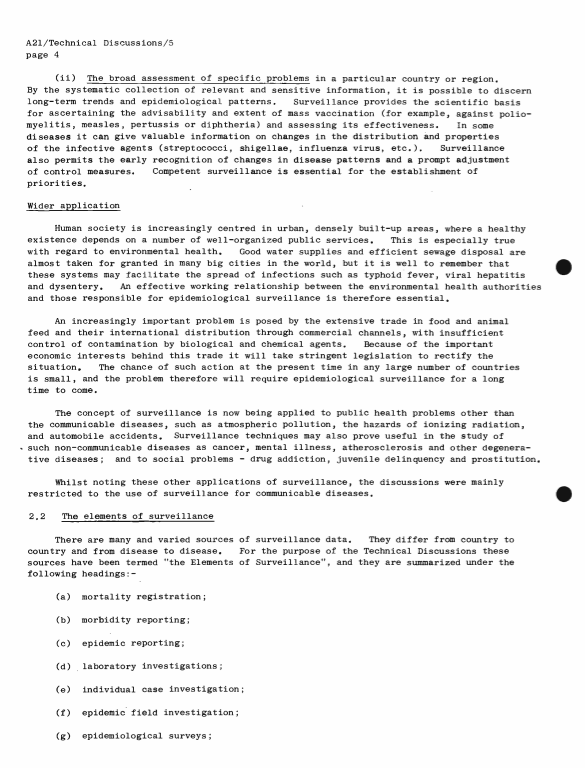 A21/Technical Discussions/5
page 4
(ii) The broad assessment of specific problems in a particular country or region.
By the systematic collection of relevant and sensitive information, it is possible to discern
long-term trends and epidemiological patterns. Surveillance provides the scientific basis
for ascertaining the advisability and extent of mass vaccination (for example, against polio-
myelitis, measles, pertussis or diphtheria) and assessing its effectiveness. In some
diseases it can give valuable information on changes in the distribution and properties
of the infective agents (streptococci, shigellae, influenza virus, etc.). Surveillance
also permits the early recognition of changes in disease patterns and a prompt adjustment
of control measures. Competent surveillance is essential for the establishment of
priorities.
Wider application
Human society is increasingly centred in urban, densely built-up areas, where a healthy
existence depends on a number of well-organized public services. This is especially true
with regard to environmental health. Good water supplies and efficient sewage disposal are
almost taken for granted in many big cities in the world, but it is well to remember that
these systems may facilitate the spread of infections such as typhoid fever, viral hepatitis
and dysentery. An effective working relationship between the environmental health authorities
and those responsible for epidemiological surveillance is therefore essential.
An increasingly important problem is posed by the extensive trade in food and animal
feed and their international distribution through commercial channels, with insufficient
control of contamination by biological and chemical agents. Because of the important
economic interests behind this trade it will take stringent legislation to rectify the
situation. The chance of such action at the present time in any large number of countries
is small, and the problem therefore will require epidemiological surveillance for a long
time to come.
The concept of surveillance is now being applied to public health problems other than
the communicable diseases, such as atmospheric pollution, the hazards of ionizing radiation,
and automobile accidents. Surveillance techniques may also prove useful in the study of
such non-communicable diseases as cancer, mental illness, atherosclerosis and other degenera-
tive diseases; and to social problems - drug addiction, juvenile delinquency and prostitution.
Whilst noting these other applications of surveillance, the discussions were mainly
restricted to the use of surveillance for communicable diseases.
2.2 The elements of surveillance
There are many and varied sources of surveillance data. They differ from country to
country and from disease to disease. For the purpose of the Technical Discussions these
sources have been termed "the Elements of Surveillance", and they are summarized under the
following headings:-
(a) mortality registration;
(b) morbidity reporting;
(c) epidemic reporting;
(d) laboratory investigations;
(e) individual case investigation;
(f) epidemic field investigation;
(g) epidemiological surveys;